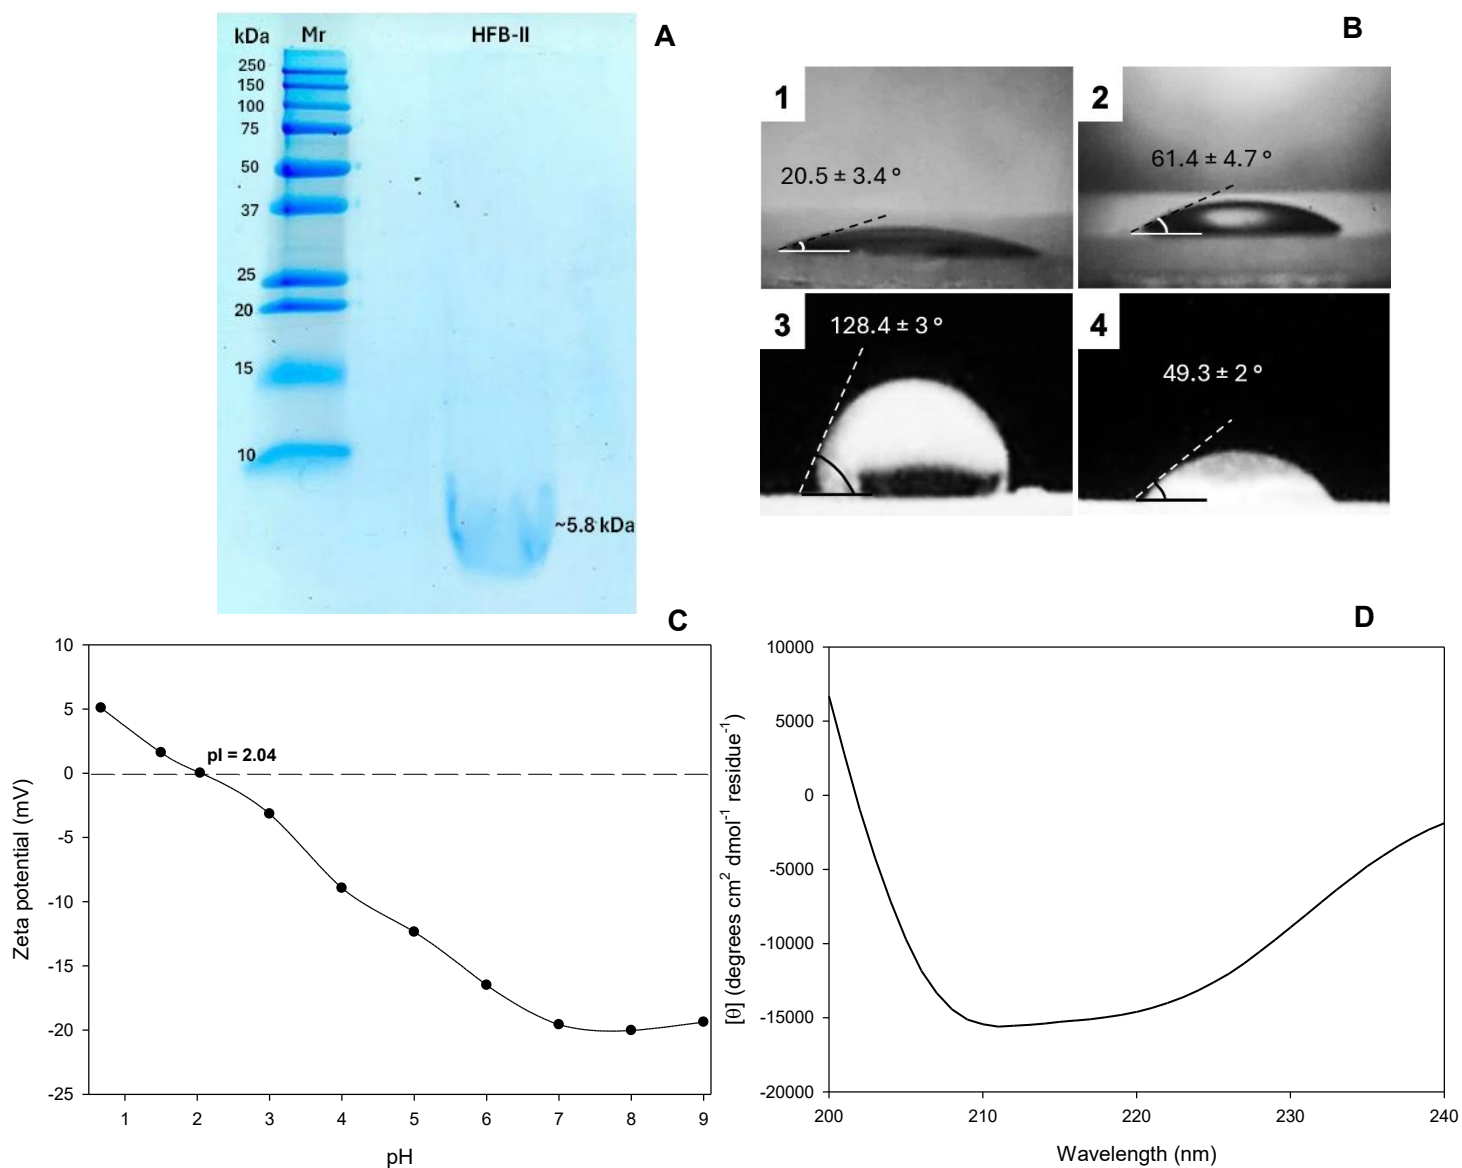 A
kDa Mr HFB-II
250
150
100
75
50
37
25
20
15
10
~5.8 kDa
B
1
20.5 ± 3.4 °
2
61.4 ± 4.7 °
3
128.4 ± 3 °
4
49.3 ± 2 °
C
10
5
0
-5
-10
-15
-20
-25
Zeta potential (mV)
pI = 2.04
1 2 3 4 5 6 7 8 9
pH
D
10000
5000
0
-5000
-10000
-15000
-20000
[θ] (degrees cm² dmol⁻¹ residue⁻¹)
200 210 220 230 240
Wavelength (nm)